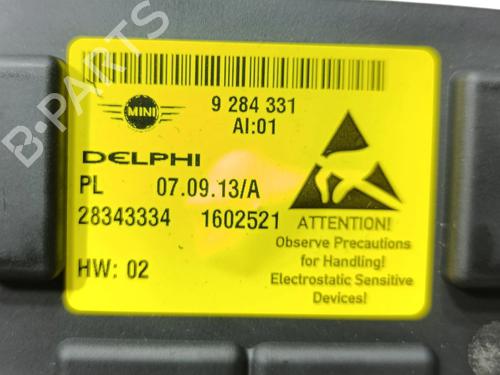 MINI
9 284 331
AI:01
DELPHI
PL 07.09.13/A
28343334 1602521
HW: 02
ATTENTION!
Observe Precautions
for Handling!
Electrostatic Sensitive
Devices!
B-PARTS